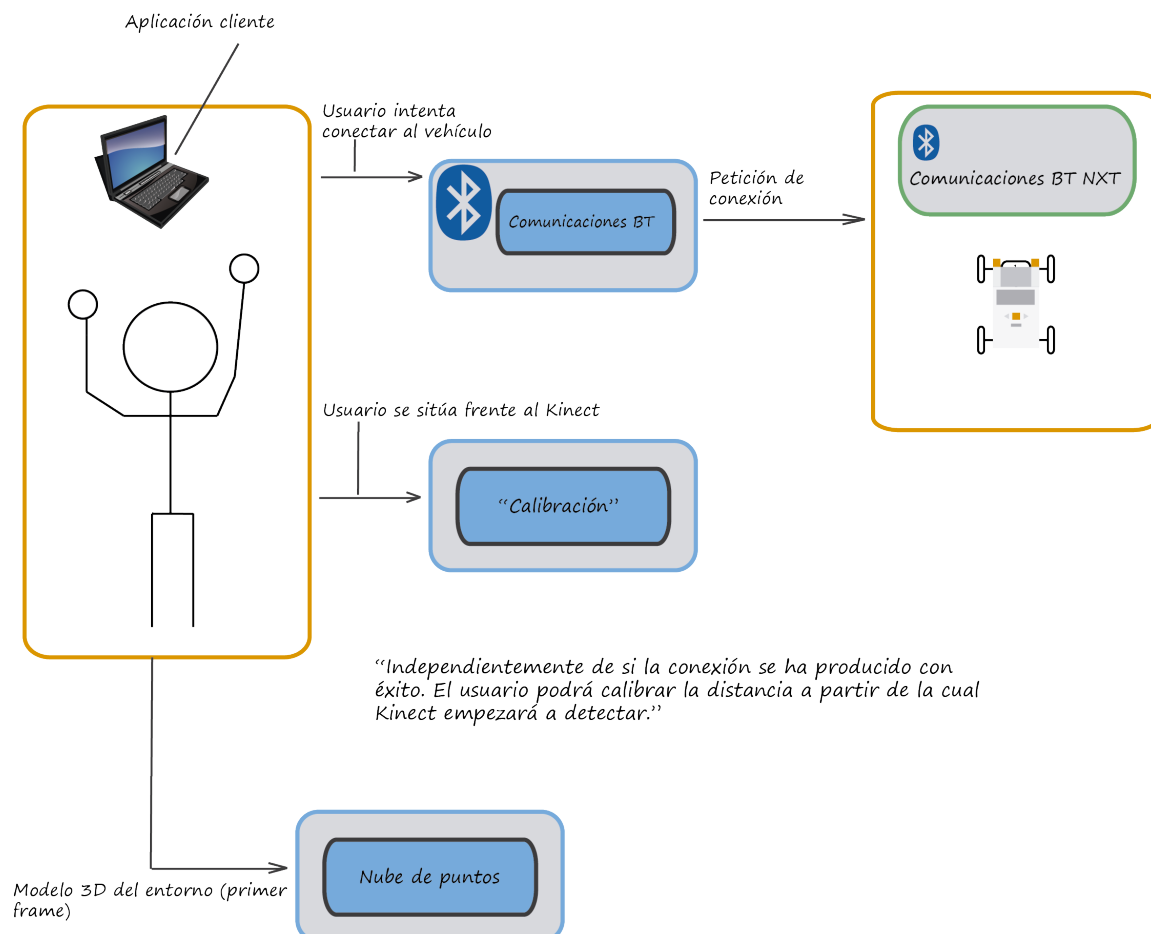 Aplicación cliente
Usuario intenta
conectar al vehículo
Comunicaciones BT
Petición de
conexión
Comunicaciones BT NXT
Usuario se sitúa frente al Kinect
“Calibración”
“Independientemente de si la conexión se ha producido con
éxito. El usuario podrá calibrar la distancia a partir de la cual
Kinect empezará a detectar.”
Nube de puntos
Modelo 3D del entorno (primer
frame)